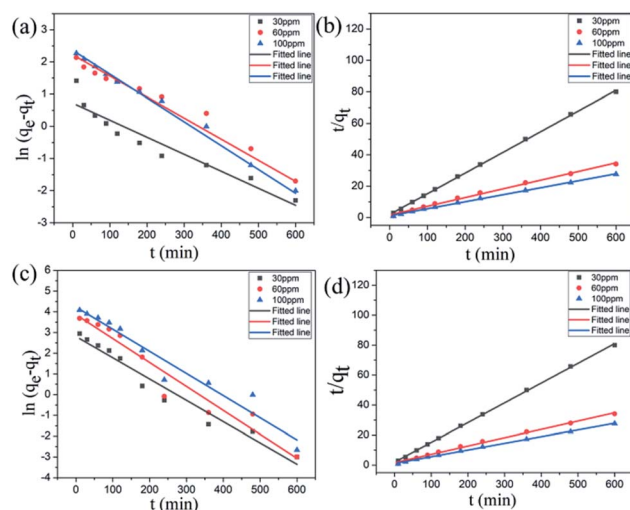 (a)
30ppm
60ppm
100ppm
Fitted line
Fitted line
Fitted line
ln (qe-qt)
3
2
1
0
-1
-2
-3
0 100 200 300 400 500 600
t (min)
(b)
30ppm
60ppm
100ppm
Fitted line
Fitted line
Fitted line
t/qt
120
100
80
60
40
20
0
0 100 200 300 400 500 600
t (min)
(c)
30ppm
60ppm
100ppm
Fitted line
Fitted line
Fitted line
ln (qe-qt)
6
5
4
3
2
1
0
-1
-2
-3
-4
0 100 200 300 400 500 600
t (min)
(d)
30ppm
60ppm
100ppm
Fitted line
Fitted line
Fitted line
t/qt
120
100
80
60
40
20
0
0 100 200 300 400 500 600
t (min)